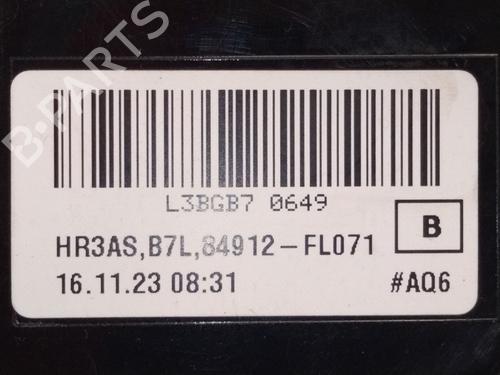 B-PARTS
L3BGB7 0649
HR3AS,B7L,84912-FL071
B
16.11.23 08:31
#AQ6